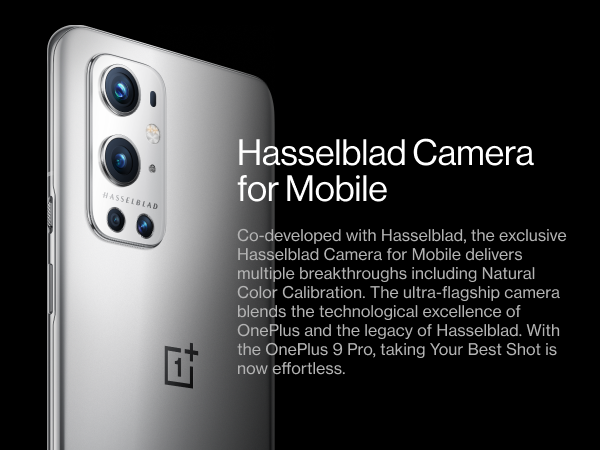 HASSELBLAD
Hasselblad Camera
for Mobile
Co-developed with Hasselblad, the exclusive
Hasselblad Camera for Mobile delivers
multiple breakthroughs including Natural
Color Calibration. The ultra-flagship camera
blends the technological excellence of
OnePlus and the legacy of Hasselblad. With
the OnePlus 9 Pro, taking Your Best Shot is
now effortless.
1+